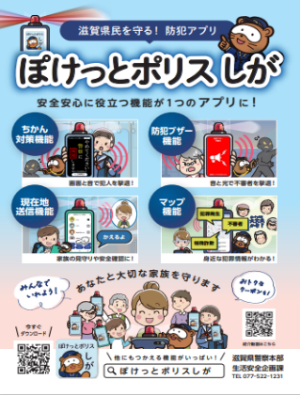 滋賀県民を守る！ 防犯アプリ
ぽけっとポリス しが
安全安心に役立つ機能が1つのアプリに！
ちかん
対策機能
画面と音で犯人を撃退！
防犯ブザー
機能
音と光で不審者を撃退！
現在地
送信機能
かえるよ
家族の見守りや安全確認に！
マップ
機能
不審者
身近な犯罪情報がわかる！
あなたと大切な家族を守ります
みんなで
いれよう！
おトクな
クーポンも！
今すぐ
ダウンロード
ぽけっとポリス
しが
他にもつかえる機能がいっぱい！
ぽけっとポリスしが
滋賀県警察本部
生活安全企画課
TEL 077-522-1231